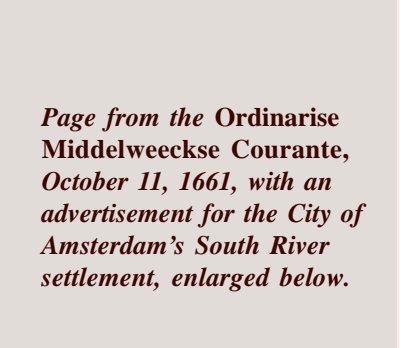 Page from the Ordinarise
Middelweeckse Courante,
October 11, 1661, with an
advertisement for the City of
Amsterdam’s South River
settlement, enlarged below.